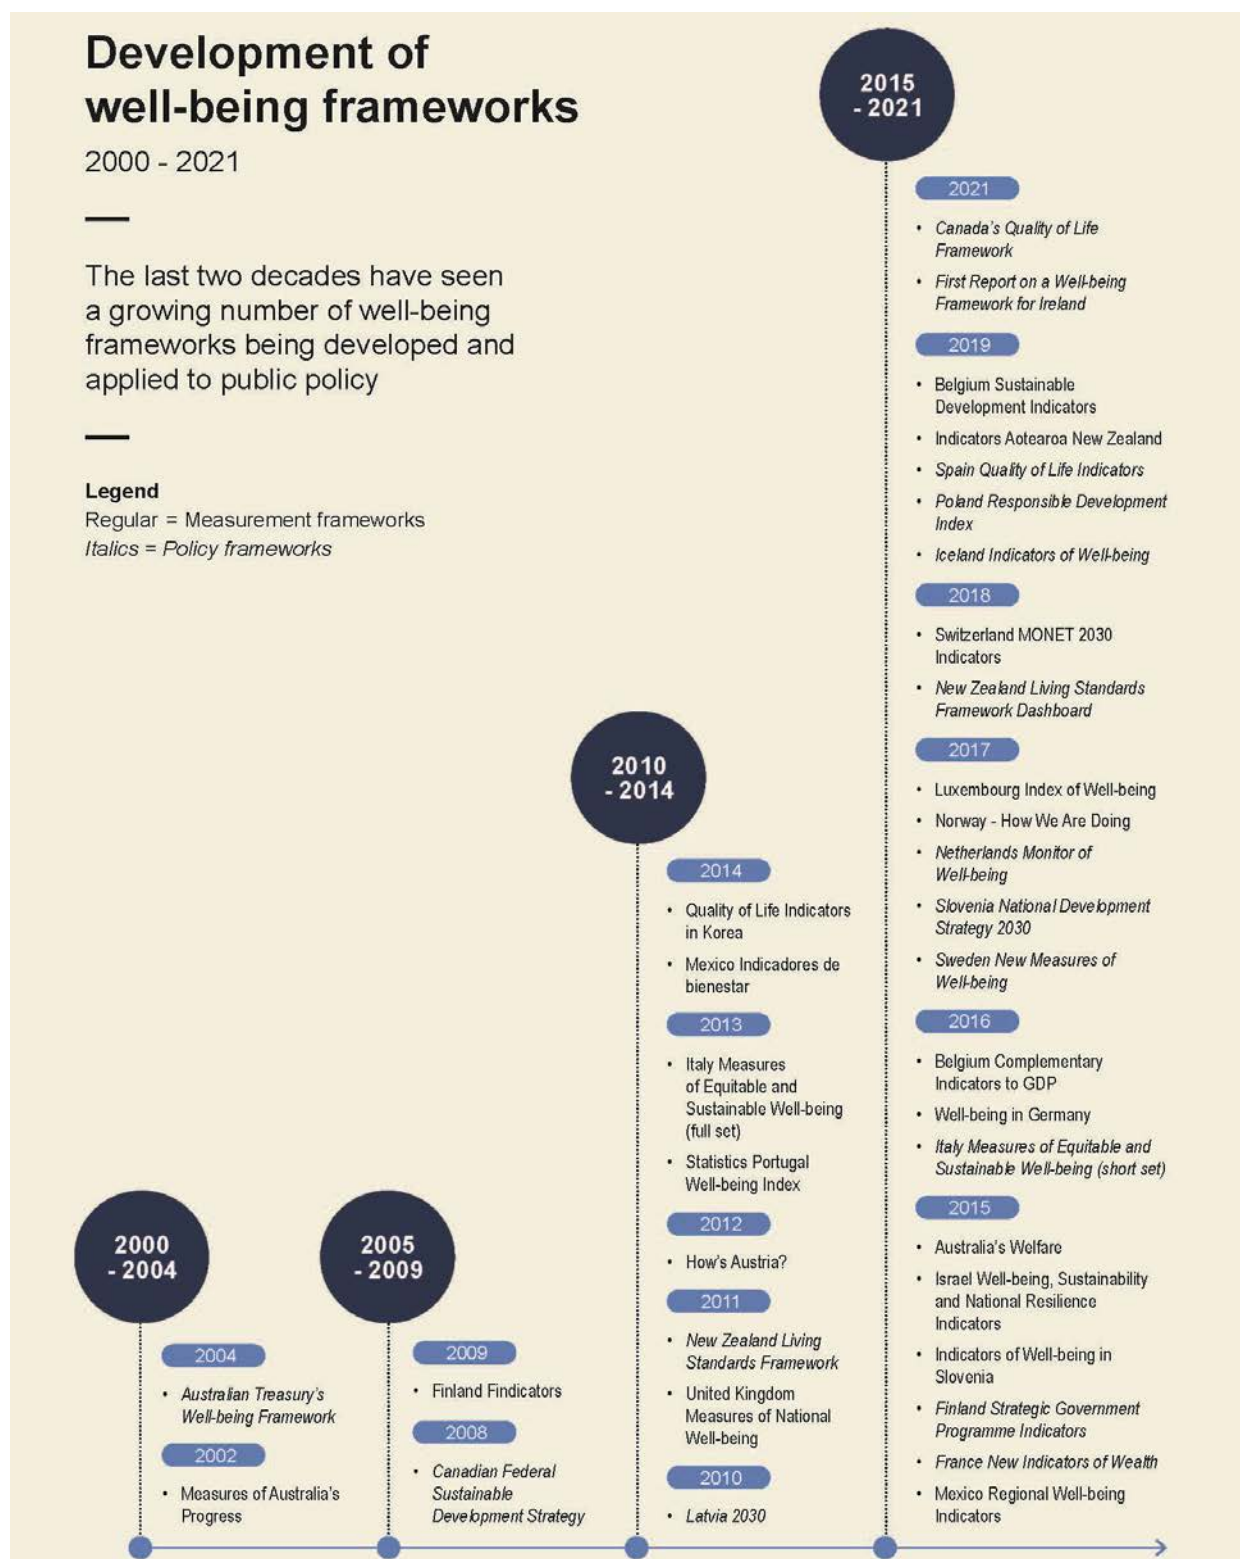 Development of
well-being frameworks
2000 - 2021
The last two decades have seen
a growing number of well-being
frameworks being developed and
applied to public policy
Legend
Regular = Measurement frameworks
Italics = Policy frameworks
2000
- 2004
2004
• Australian Treasury's
Well-being Framework
2002
• Measures of Australia's
Progress
2005
- 2009
2009
• Finland Findicators
2008
• Canadian Federal
Sustainable
Development Strategy
2010
- 2014
2014
• Quality of Life Indicators
in Korea
• Mexico Indicadores de
bienestar
2013
• Italy Measures
of Equitable and
Sustainable Well-being
(full set)
• Statistics Portugal
Well-being Index
2012
• How's Austria?
2011
• New Zealand Living
Standards Framework
• United Kingdom
Measures of National
Well-being
2010
• Latvia 2030
2015
- 2021
2021
• Canada's Quality of Life
Framework
• First Report on a Well-being
Framework for Ireland
2019
• Belgium Sustainable
Development Indicators
• Indicators Aotearoa New Zealand
• Spain Quality of Life Indicators
• Poland Responsible Development
Index
• Iceland Indicators of Well-being
2018
• Switzerland MONET 2030
Indicators
• New Zealand Living Standards
Framework Dashboard
2017
• Luxembourg Index of Well-being
• Norway - How We Are Doing
• Netherlands Monitor of
Well-being
• Slovenia National Development
Strategy 2030
• Sweden New Measures of
Well-being
2016
• Belgium Complementary
Indicators to GDP
• Well-being in Germany
• Italy Measures of Equitable and
Sustainable Well-being (short set)
2015
• Australia's Welfare
• Israel Well-being, Sustainability
and National Resilience
Indicators
• Indicators of Well-being in
Slovenia
• Finland Strategic Government
Programme Indicators
• France New Indicators of Wealth
• Mexico Regional Well-being
Indicators